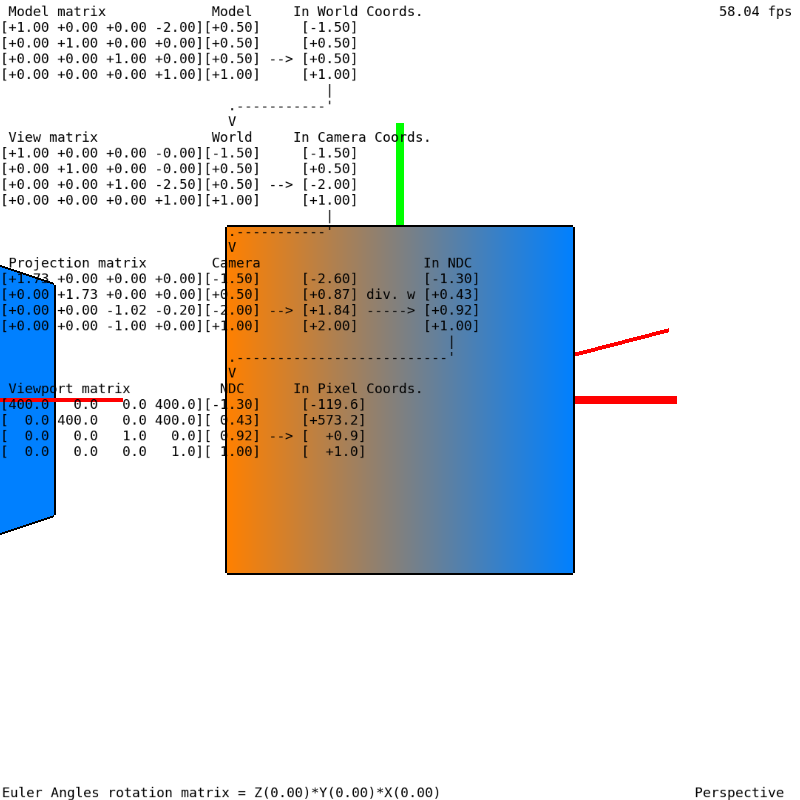 Model matrix             Model     In World Coords.                                    58.04 fps
[+1.00 +0.00 +0.00 -2.00][+0.50]     [-1.50]
[+0.00 +1.00 +0.00 +0.00][+0.50]     [+0.50]
[+0.00 +0.00 +1.00 +0.00][+0.50] --> [+0.50]
[+0.00 +0.00 +0.00 +1.00][+1.00]     [+1.00]
|
.-----------'
V
View matrix              World     In Camera Coords.
[+1.00 +0.00 +0.00 -0.00][-1.50]     [-1.50]
[+0.00 +1.00 +0.00 -0.00][+0.50]     [+0.50]
[+0.00 +0.00 +1.00 -2.50][+0.50] --> [-2.00]
[+0.00 +0.00 +0.00 +1.00][+1.00]     [+1.00]
|
.-----------'
V
Projection matrix        Camera                    In NDC
[+1.73 +0.00 +0.00 +0.00][-1.50]     [-2.60]       [-1.30]
[+0.00 +1.73 +0.00 +0.00][+0.50]     [+0.87] div. w [+0.43]
[+0.00 +0.00 -1.02 -0.20][-2.00] --> [+1.84] -----> [+0.92]
[+0.00 +0.00 -1.00 +0.00][+1.00]     [+2.00]       [+1.00]
|
.--------------------------'
V
Viewport matrix           NDC      In Pixel Coords.
[400.0   0.0   0.0 400.0][-1.30]     [-119.6]
[  0.0 400.0   0.0 400.0][ 0.43]     [+573.2]
[  0.0   0.0   1.0   0.0][ 0.92] --> [  +0.9]
[  0.0   0.0   0.0   1.0][ 1.00]     [  +1.0]
Euler Angles rotation matrix = Z(0.00)*Y(0.00)*X(0.00)                               Perspective